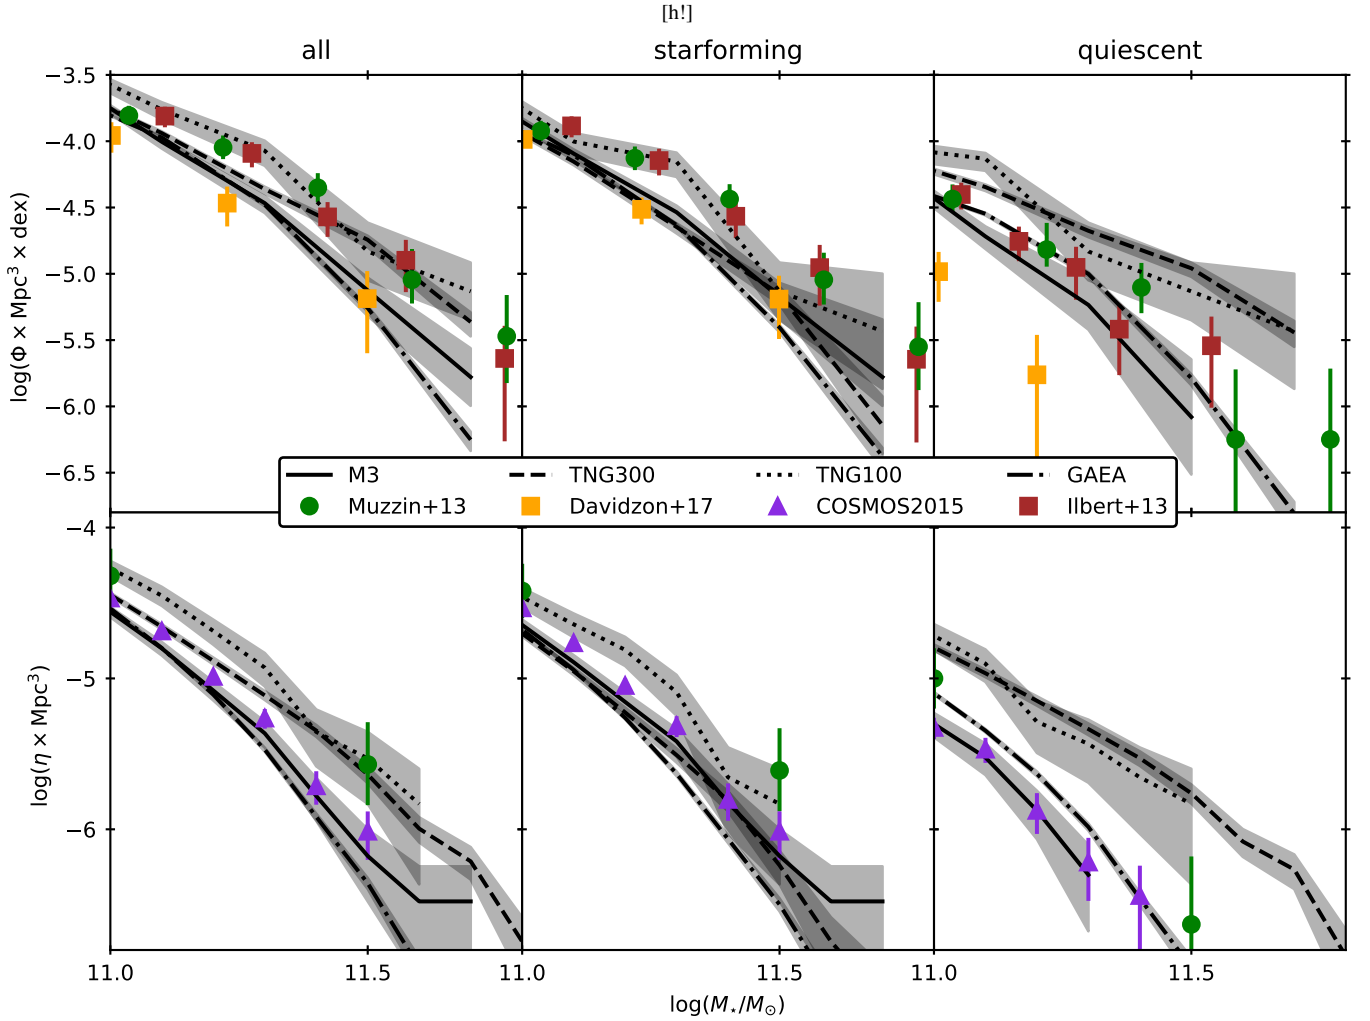 [h!]
all starforming quiescent
−3.5
−4.0
−4.5
−5.0
−5.5
−6.0
−6.5
log(Φ × Mpc³ × dex)
M3 TNG300 TNG100 GAEA
Muzzin+13 Davidzon+17 COSMOS2015 Ilbert+13
−4
−5
−6
log(η × Mpc³)
11.0 11.5 11.0 11.5 11.0 11.5
log(M⋆/M⊙)